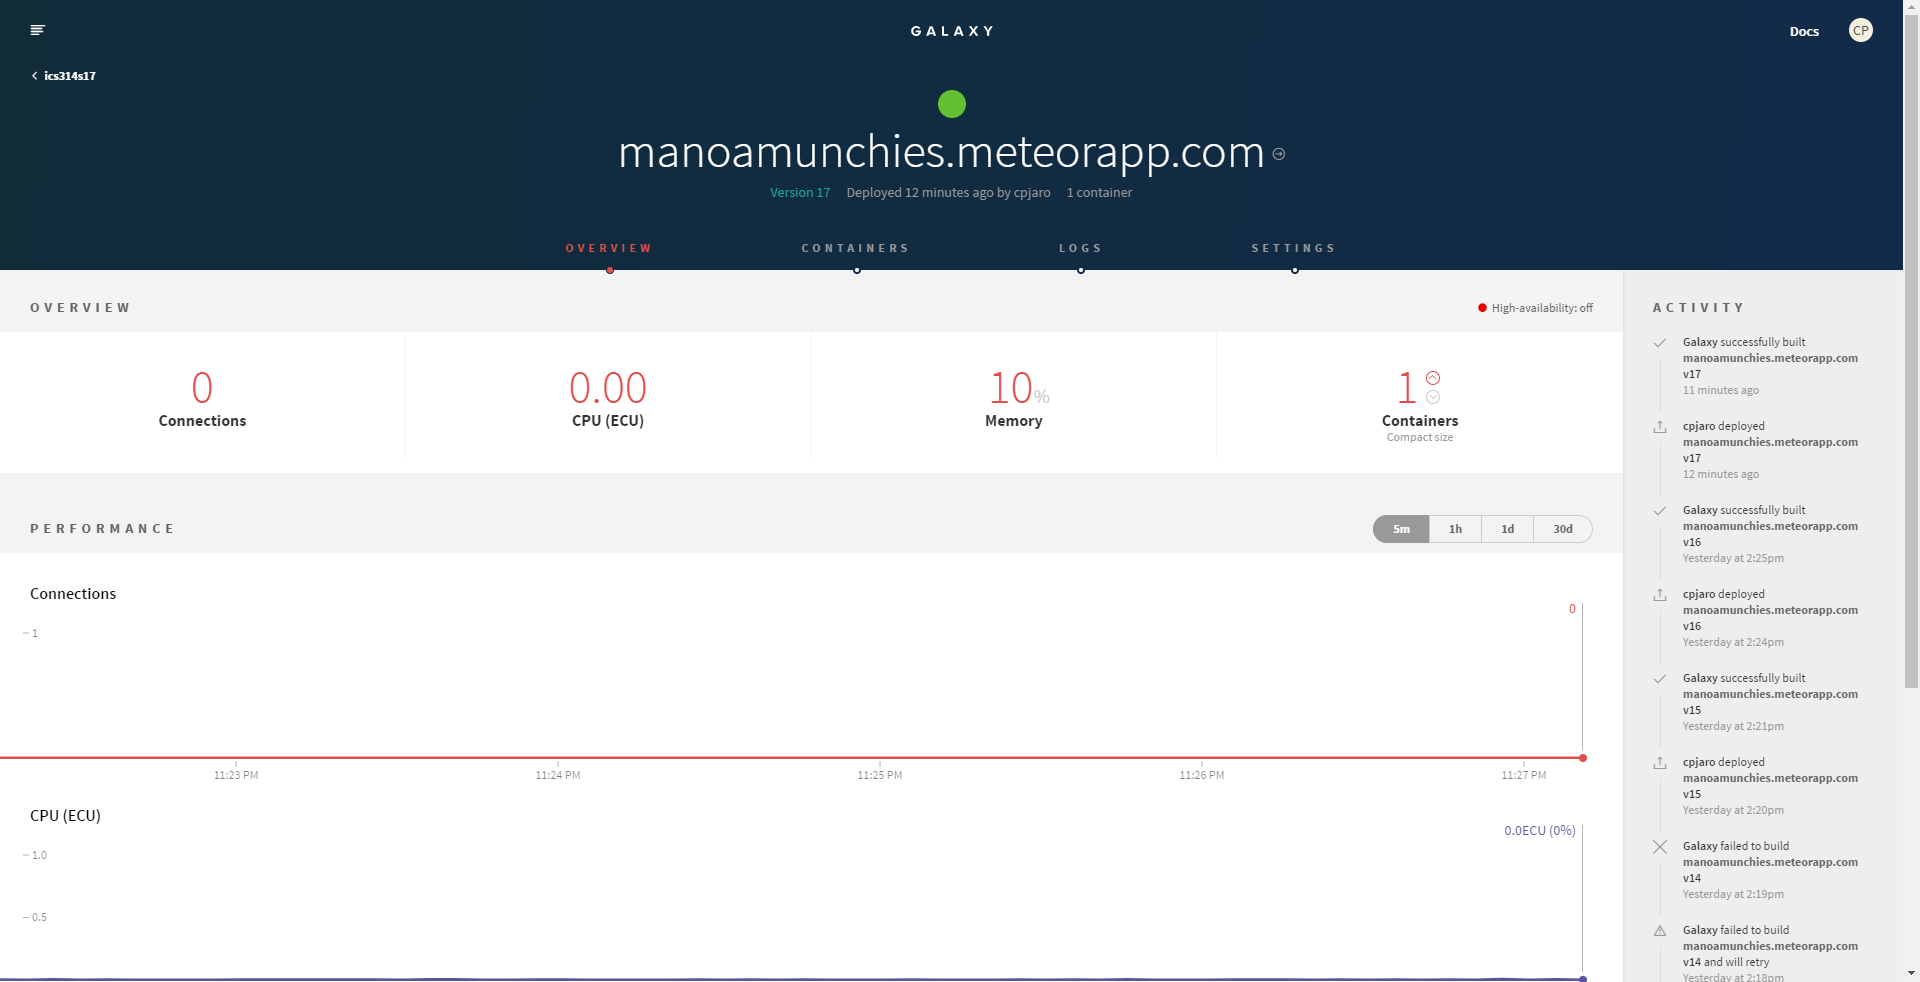 GALAXY
Docs
CP
ics314s17
manoamunchies.meteorapp.com
Version 17 Deployed 12 minutes ago by cpjaro 1 container
OVERVIEW CONTAINERS LOGS SETTINGS
OVERVIEW
High-availability: off
0
Connections
0.00
CPU (ECU)
10%
Memory
1
Containers
Compact size
PERFORMANCE
5m 1h 1d 30d
Connections
0
1
11:23 PM 11:24 PM 11:25 PM 11:26 PM 11:27 PM
CPU (ECU)
0.0ECU (0%)
1.0
0.5
ACTIVITY
Galaxy successfully built
manoamunchies.meteorapp.com
v17
11 minutes ago
cpjaro deployed
manoamunchies.meteorapp.com
v17
12 minutes ago
Galaxy successfully built
manoamunchies.meteorapp.com
v16
Yesterday at 2:25pm
cpjaro deployed
manoamunchies.meteorapp.com
v16
Yesterday at 2:24pm
Galaxy successfully built
manoamunchies.meteorapp.com
v15
Yesterday at 2:21pm
cpjaro deployed
manoamunchies.meteorapp.com
v15
Yesterday at 2:20pm
Galaxy failed to build
manoamunchies.meteorapp.com
v14
Yesterday at 2:19pm
Galaxy failed to build
manoamunchies.meteorapp.com
v14 and will retry
Yesterday at 2:18pm